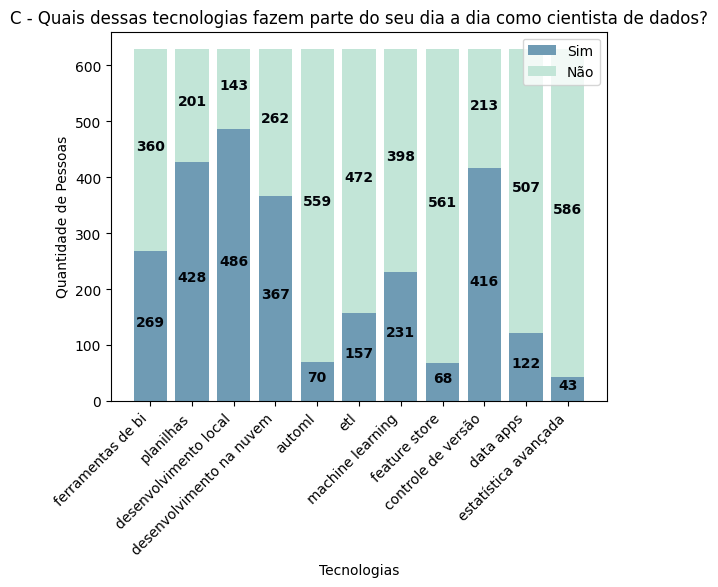 C - Quais dessas tecnologias fazem parte do seu dia a dia como cientista de dados?
Sim
Não
Quantidade de Pessoas
600
500
400
300
200
100
0
360
201
143
262
559
472
398
561
213
507
586
269
428
486
367
70
157
231
68
416
122
43
ferramentas de bi
planilhas
desenvolvimento local
desenvolvimento na nuvem
automl
etl
machine learning
feature store
controle de versão
data apps
estatística avançada
Tecnologias